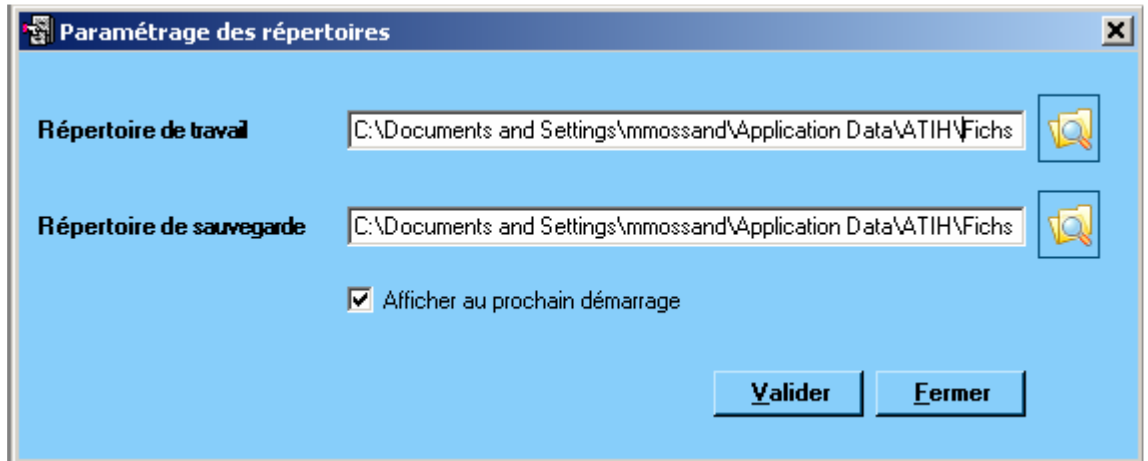 Paramétrage des répertoires
Répertoire de travail C:\Documents and Settings\mmossand\Application Data\ATIH\Fichs
Répertoire de sauvegarde C:\Documents and Settings\mmossand\Application Data\ATIH\Fichs
Afficher au prochain démarrage
Valider Fermer